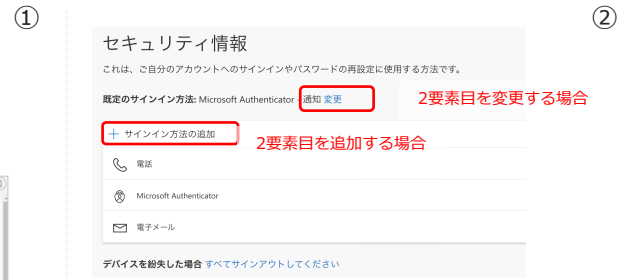 ①
②
セキュリティ情報
これは、ご自分のアカウントへのサインインやパスワードの再設定に使用する方法です。
既定のサインイン方法: Microsoft Authenticator - 通知 変更
2要素目を変更する場合
＋ サインイン方法の追加
2要素目を追加する場合
電話
Microsoft Authenticator
電子メール
デバイスを紛失した場合 すべてサインアウトしてください